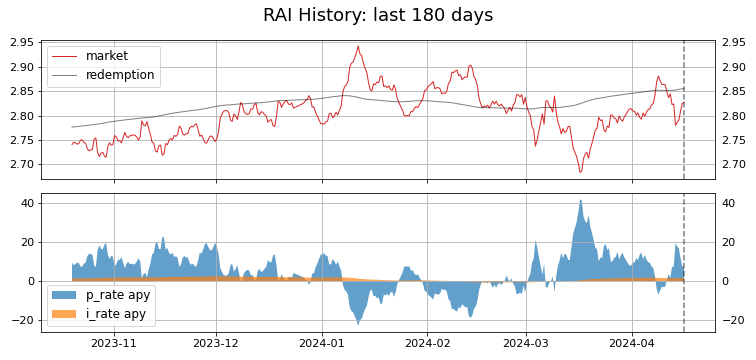 RAI History: last 180 days
2.95 2.95
market
redemption
2.90 2.90
2.85 2.85
2.80 2.80
2.75 2.75
2.70 2.70
40 40
20 20
0 0
−20 −20
p_rate apy
i_rate apy
2023-11 2023-12 2024-01 2024-02 2024-03 2024-04